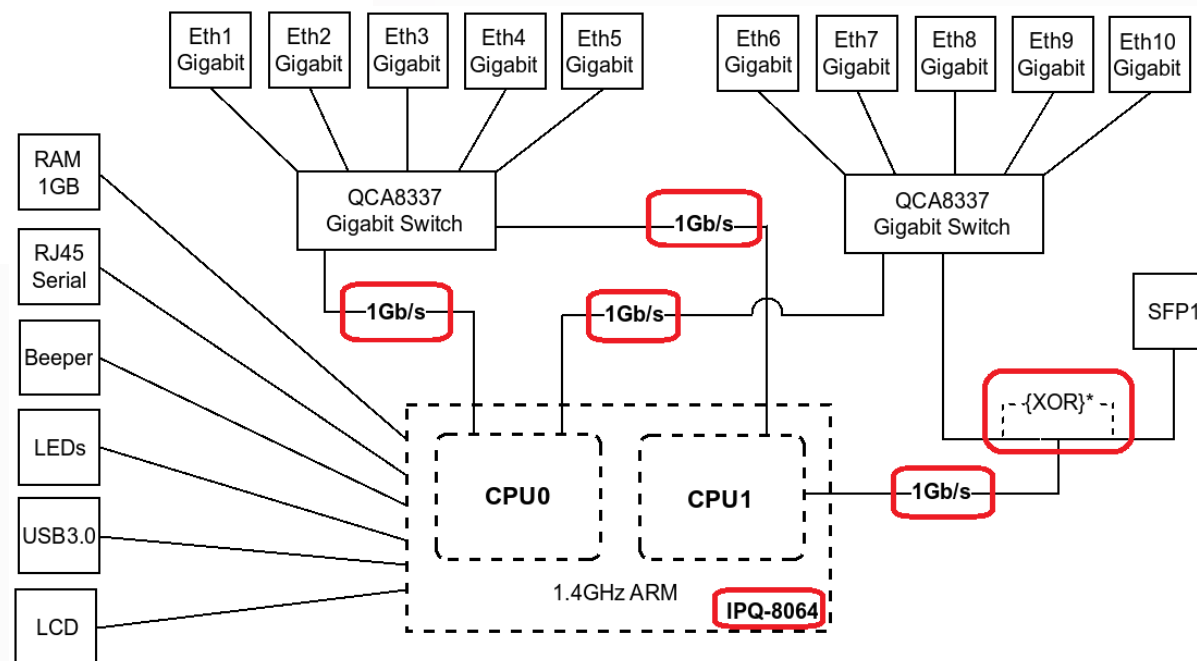 Eth1
Gigabit
Eth2
Gigabit
Eth3
Gigabit
Eth4
Gigabit
Eth5
Gigabit
Eth6
Gigabit
Eth7
Gigabit
Eth8
Gigabit
Eth9
Gigabit
Eth10
Gigabit
RAM
1GB
RJ45
Serial
Beeper
LEDs
USB3.0
LCD
QCA8337
Gigabit Switch
QCA8337
Gigabit Switch
1Gb/s
1Gb/s
1Gb/s
SFP1
{XOR}*
1Gb/s
CPU0
CPU1
1.4GHz ARM
IPQ-8064